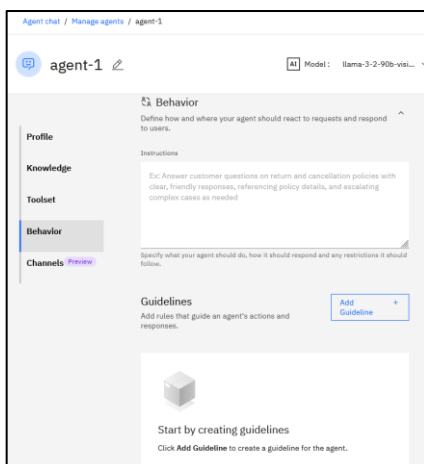 Agent chat / Manage agents / agent-1
agent-1
AI Model : llama-3-2-90b-visi...
Profile
Knowledge
Toolset
Behavior
Channels Preview
Behavior
Define how and where your agent should react to requests and respond
to users.
Instructions
Ex: Answer customer questions on return and cancellation policies with
clear, friendly responses, referencing policy details, and escalating
complex cases as needed
Specify what your agent should do, how it should respond and any restrictions it should
follow.
Guidelines
Add rules that guide an agent's actions and
responses.
Add +
Guideline
Start by creating guidelines
Click Add Guideline to create a guideline for the agent.